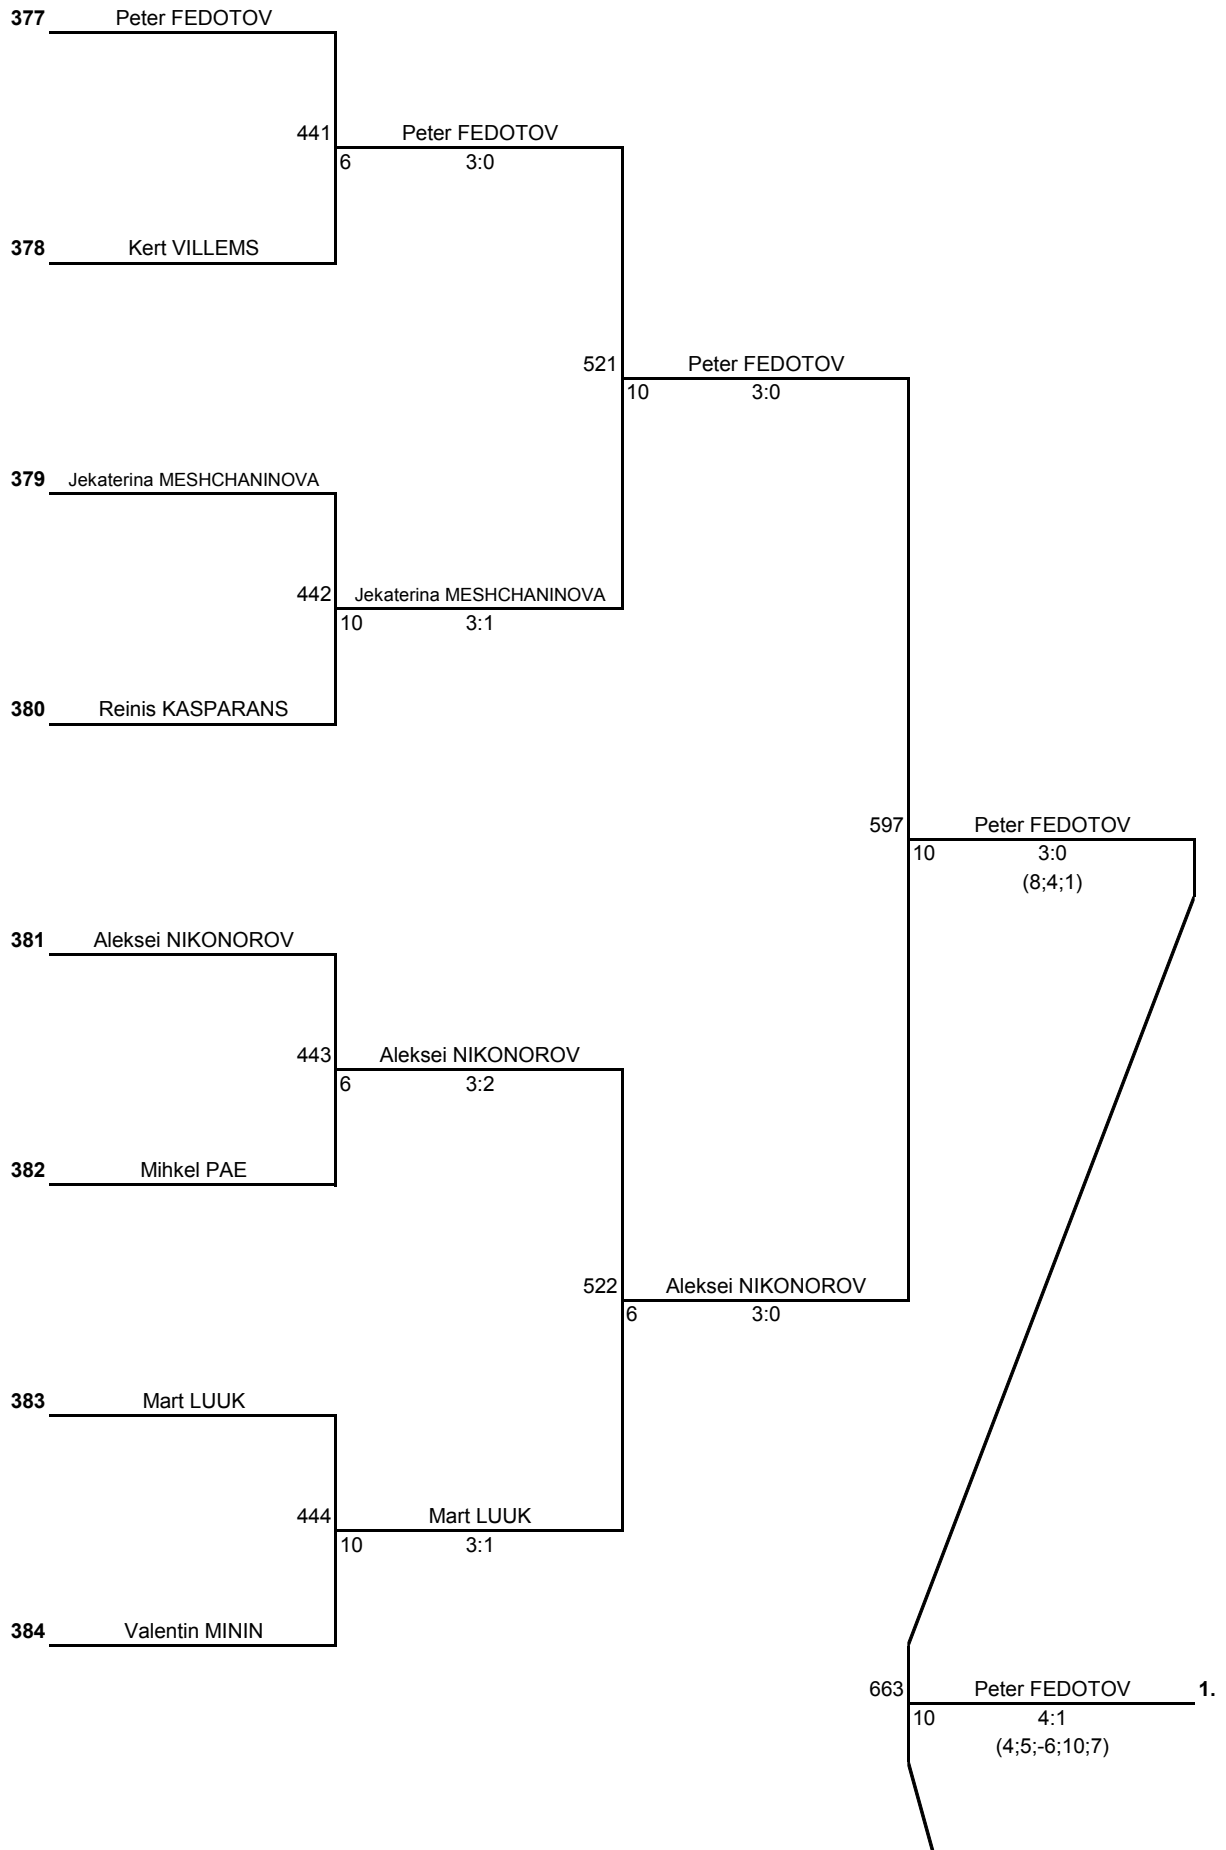 377 Peter FEDOTOV
441 Peter FEDOTOV
6 3:0
378 Kert VILLEMS
521 Peter FEDOTOV
10 3:0
379 Jekaterina MESHCHANINOVA
442 Jekaterina MESHCHANINOVA
10 3:1
380 Reinis KASPARANS
597 Peter FEDOTOV
10 3:0
(8;4;1)
381 Aleksei NIKONOROV
443 Aleksei NIKONOROV
6 3:2
382 Mihkel PAE
522 Aleksei NIKONOROV
6 3:0
383 Mart LUUK
444 Mart LUUK
10 3:1
384 Valentin MININ
663 Peter FEDOTOV 1.
10 4:1
(4;5;-6;10;7)